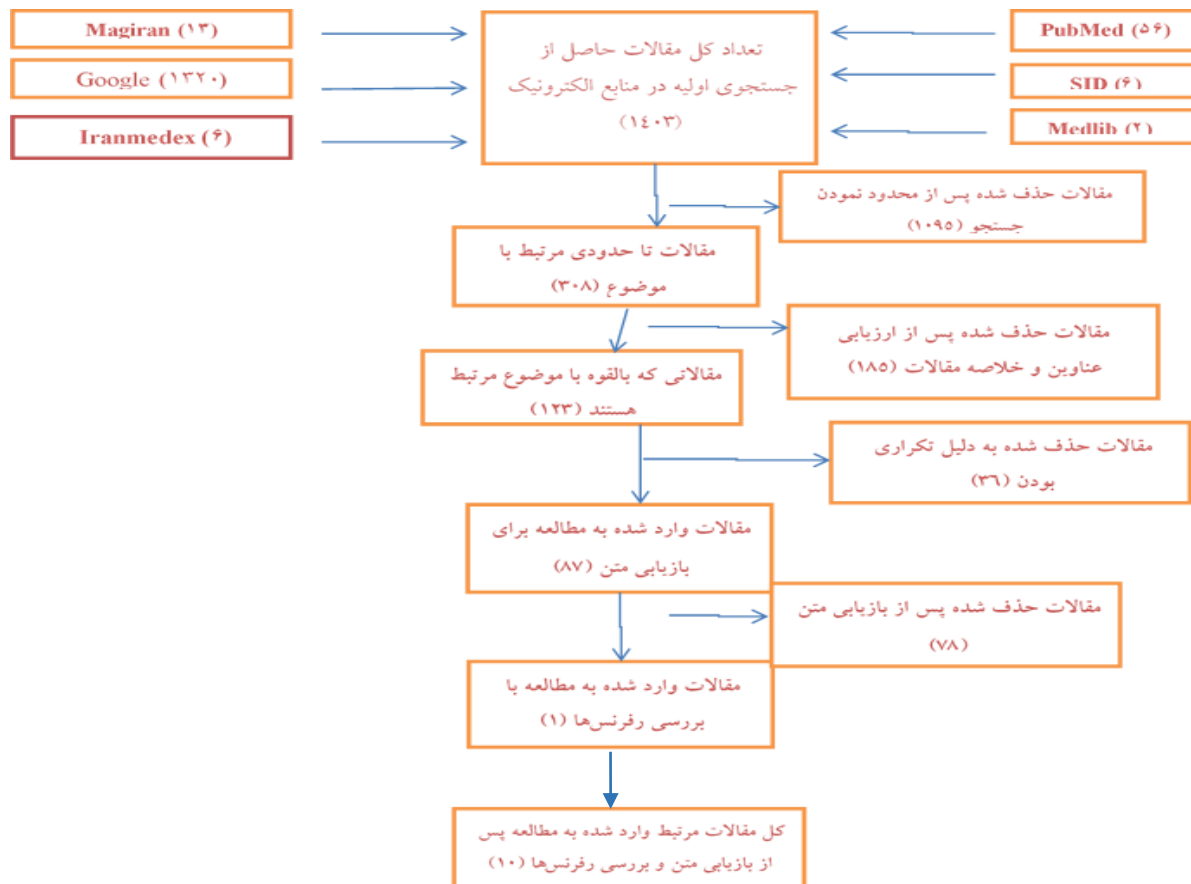 Magiran (۱۳)
Google (۱۳۲۰)
Iranmedex (۶)
تعداد کل مقالات حاصل از
جستجوی اولیه در منابع الکترونیک
(۱٤۰۳)
PubMed (۵۶)
SID (۶)
Medlib (۲)
مقالات حذف شده پس از محدود نمودن
جستجو (۱۰۹٥)
مقالات تا حدودی مرتبط با
موضوع (۳۰۸)
مقالات حذف شده پس از ارزیابی
عناوین و خلاصه مقالات (۱۸٥)
مقالاتی که بالقوه با موضوع مرتبط
هستند (۱۲۳)
مقالات حذف شده به دلیل تکراری
بودن (۳٦)
مقالات وارد شده به مطالعه برای
بازیابی متن (۸۷)
مقالات حذف شده پس از بازیابی متن
(۷۸)
مقالات وارد شده به مطالعه با
بررسی رفرنس‌ها (۱)
کل مقالات مرتبط وارد شده به مطالعه پس
از بازیابی متن و بررسی رفرنس‌ها (۱۰)